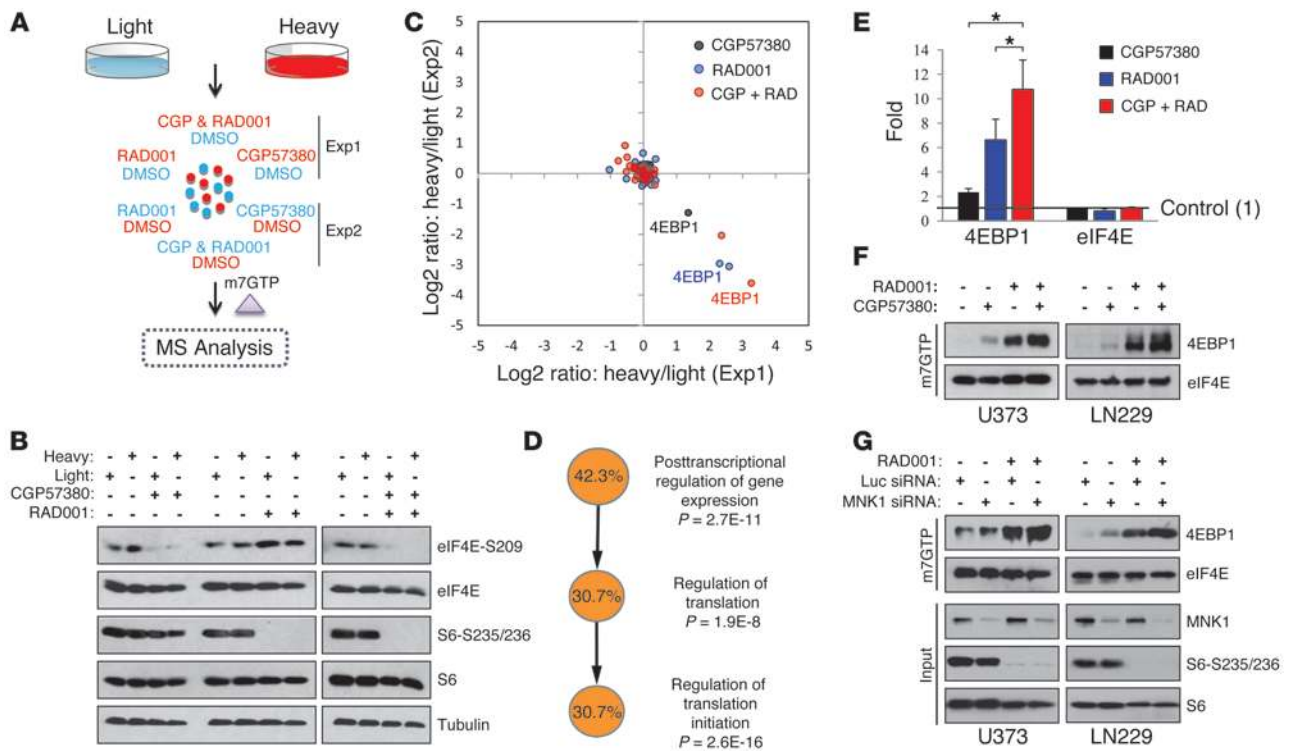 A
Light
Heavy
CGP & RAD001
DMSO
RAD001
DMSO
CGP57380
DMSO
Exp1
RAD001
DMSO
CGP57380
DMSO
CGP & RAD001
DMSO
Exp2
m7GTP
MS Analysis
B
Heavy: - + - + - + - + - + - +
Light: + - + - + - + - + - + -
CGP57380: - - + + - - - - - - + +
RAD001: - - - - - - + + - - + +
eIF4E-S209
eIF4E
S6-S235/236
S6
Tubulin
C
Log2 ratio: heavy/light (Exp2)
5
4
3
2
1
0
-1
-2
-3
-4
-5
CGP57380
RAD001
CGP + RAD
4EBP1
4EBP1
4EBP1
-5 -4 -3 -2 -1 0 1 2 3 4 5
Log2 ratio: heavy/light (Exp1)
D
42.3%
Posttranscriptional
regulation of gene
expression
P = 2.7E-11
30.7%
Regulation of
translation
P = 1.9E-8
30.7%
Regulation of
translation
initiation
P = 2.6E-16
E
Fold
14
12
10
8
6
4
2
0
*
*
CGP57380
RAD001
CGP + RAD
Control (1)
4EBP1 eIF4E
F
RAD001: - - + + - - + +
CGP57380: - + - + - + - +
m7GTP
4EBP1
eIF4E
U373 LN229
G
RAD001: - - + + - - + +
Luc siRNA: + - + - + - + -
MNK1 siRNA: - + - + - + - +
m7GTP
4EBP1
eIF4E
Input
MNK1
S6-S235/236
S6
U373 LN229